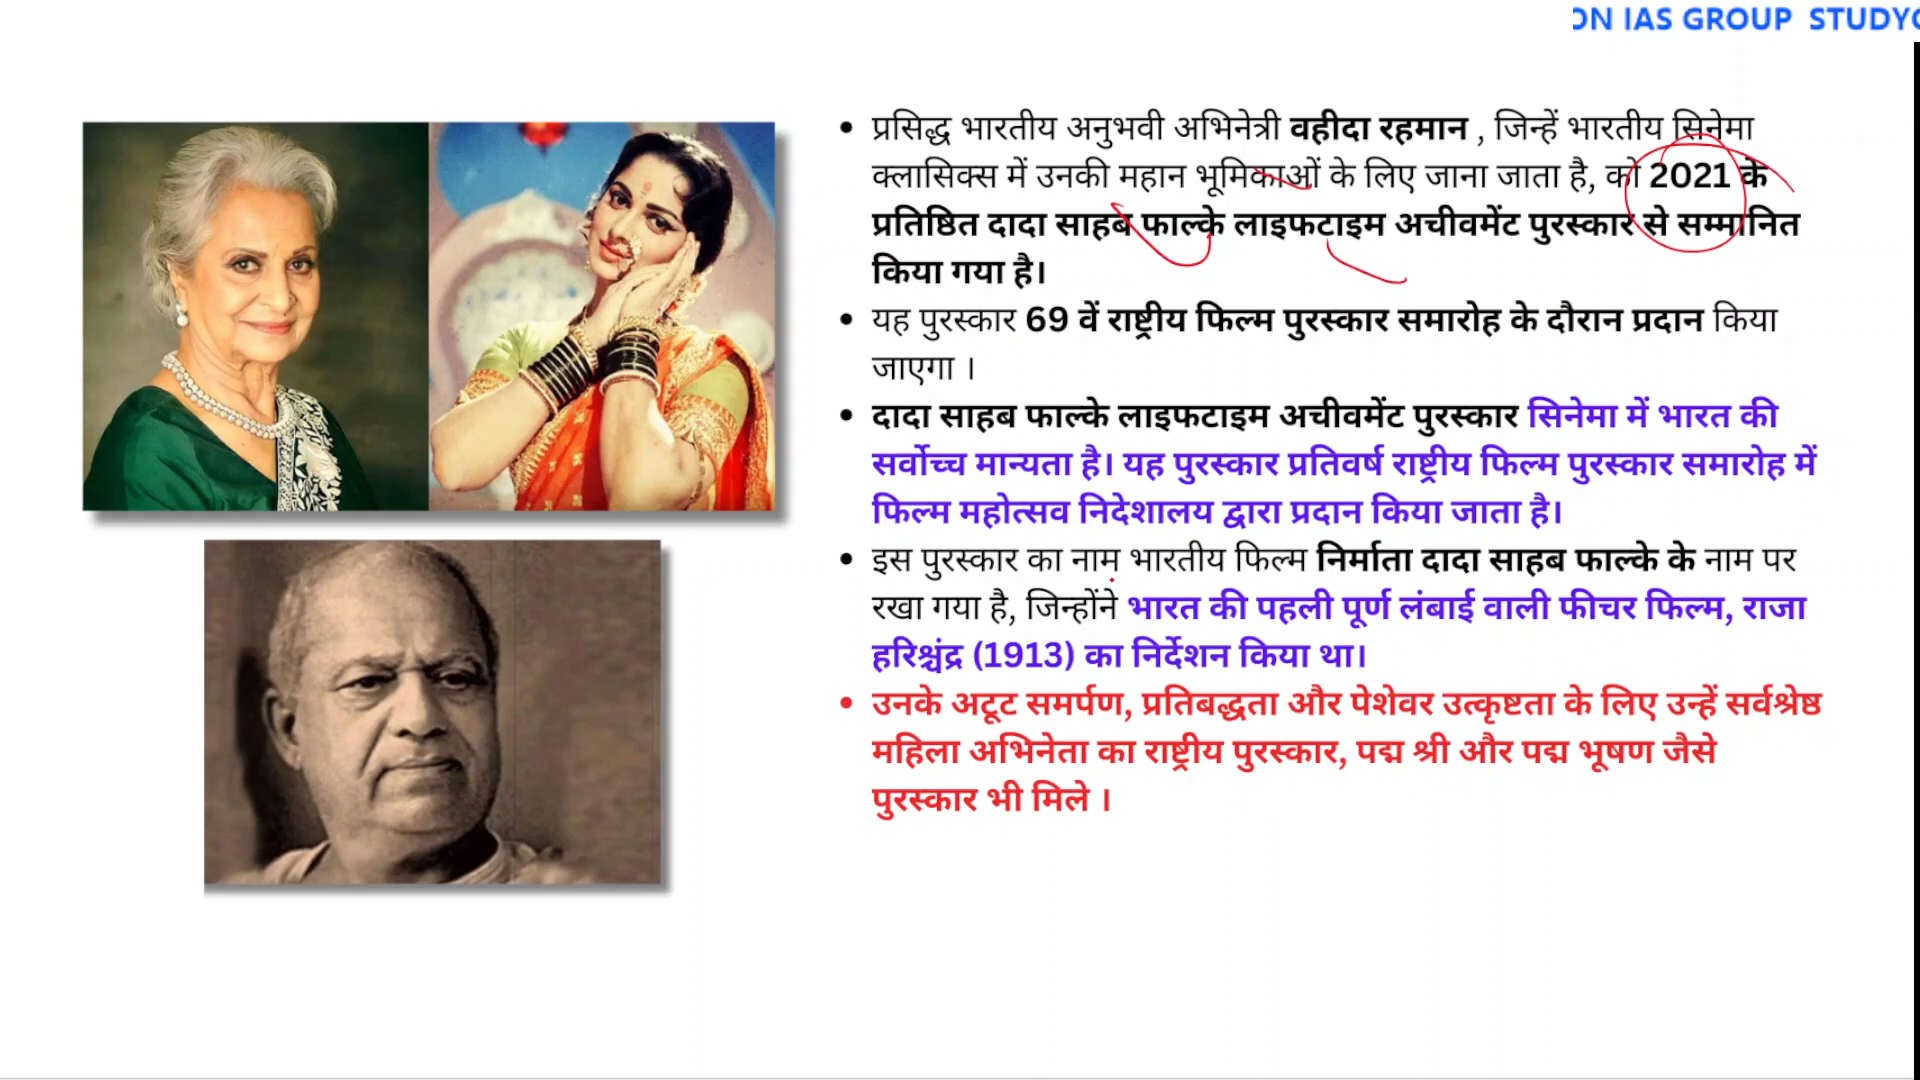 ON IAS GROUP STUDY
• प्रसिद्ध भारतीय अनुभवी अभिनेत्री वहीदा रहमान , जिन्हें भारतीय सिनेमा
क्लासिक्स में उनकी महान भूमिकाओं के लिए जाना जाता है, को 2021 के
प्रतिष्ठित दादा साहब फाल्के लाइफटाइम अचीवमेंट पुरस्कार से सम्मानित
किया गया है।
• यह पुरस्कार 69 वें राष्ट्रीय फिल्म पुरस्कार समारोह के दौरान प्रदान किया
जाएगा ।
• दादा साहब फाल्के लाइफटाइम अचीवमेंट पुरस्कार सिनेमा में भारत की
सर्वोच्च मान्यता है। यह पुरस्कार प्रतिवर्ष राष्ट्रीय फिल्म पुरस्कार समारोह में
फिल्म महोत्सव निदेशालय द्वारा प्रदान किया जाता है।
• इस पुरस्कार का नाम भारतीय फिल्म निर्माता दादा साहब फाल्के के नाम पर
रखा गया है, जिन्होंने भारत की पहली पूर्ण लंबाई वाली फीचर फिल्म, राजा
हरिश्चंद्र (1913) का निर्देशन किया था।
• उनके अटूट समर्पण, प्रतिबद्धता और पेशेवर उत्कृष्टता के लिए उन्हें सर्वश्रेष्ठ
महिला अभिनेता का राष्ट्रीय पुरस्कार, पद्म श्री और पद्म भूषण जैसे
पुरस्कार भी मिले ।